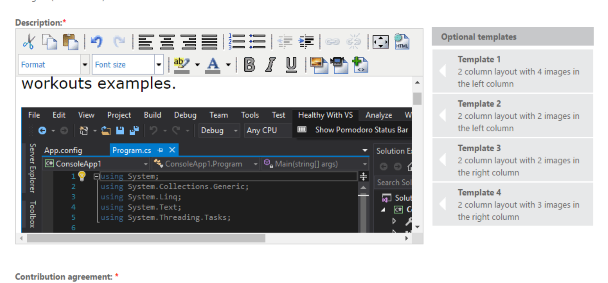 Description:*
Optional templates
Format
Font size
Template 1
2 column layout with 4 images in
the left column
Template 2
2 column layout with 2 images in
the left column
Template 3
2 column layout with 2 images in
the right column
Template 4
2 column layout with 3 images in
the right column
workouts examples.
File Edit View Project Build Debug Team Tools Test Healthy With VS Analyze W
Debug Any CPU Show Pomodoro Status Bar
Server Explorer
Toolbox
App.config Program.cs
ConsoleApp1 ConsoleApp1.Program Main(string[] args)
1 using System;
2 using System.Collections.Generic;
3 using System.Linq;
4 using System.Text;
5 using System.Threading.Tasks;
6
Solution E
Search Sol
Solut
Contribution agreement: *